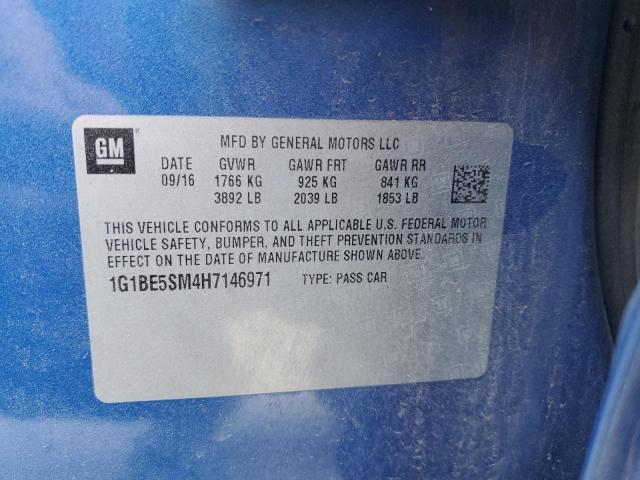 GM
MFD BY GENERAL MOTORS LLC
DATE GVWR GAWR FRT GAWR RR
09/16 1766 KG 925 KG 841 KG
3892 LB 2039 LB 1853 LB
THIS VEHICLE CONFORMS TO ALL APPLICABLE U.S. FEDERAL MOTOR
VEHICLE SAFETY, BUMPER, AND THEFT PREVENTION STANDARDS IN
EFFECT ON THE DATE OF MANUFACTURE SHOWN ABOVE.
1G1BE5SM4H7146971 TYPE: PASS CAR